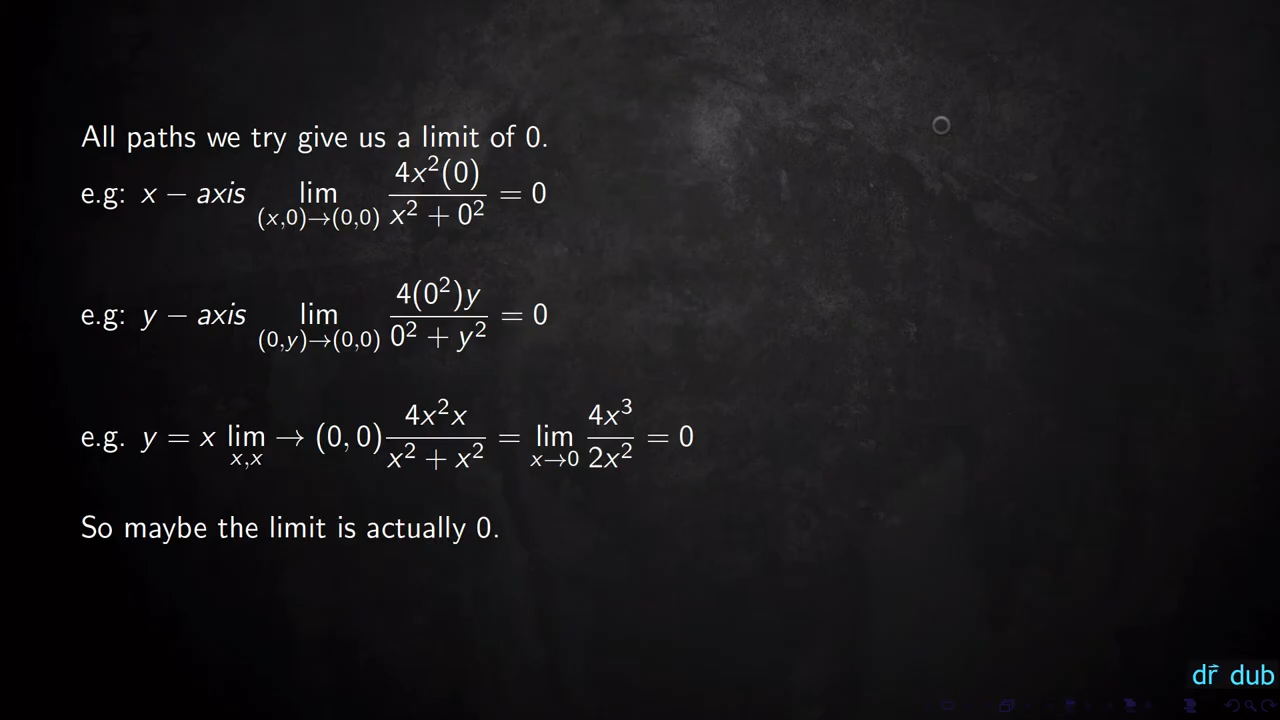 All paths we try give us a limit of 0.
e.g: x − axis lim (x,0)→(0,0) 4x²(0) / x² + 0² = 0
e.g: y − axis lim (0,y)→(0,0) 4(0²)y / 0² + y² = 0
e.g. y = x lim x,x → (0, 0) 4x²x / x² + x² = lim x→0 4x³ / 2x² = 0
So maybe the limit is actually 0.
dr⃗ dub